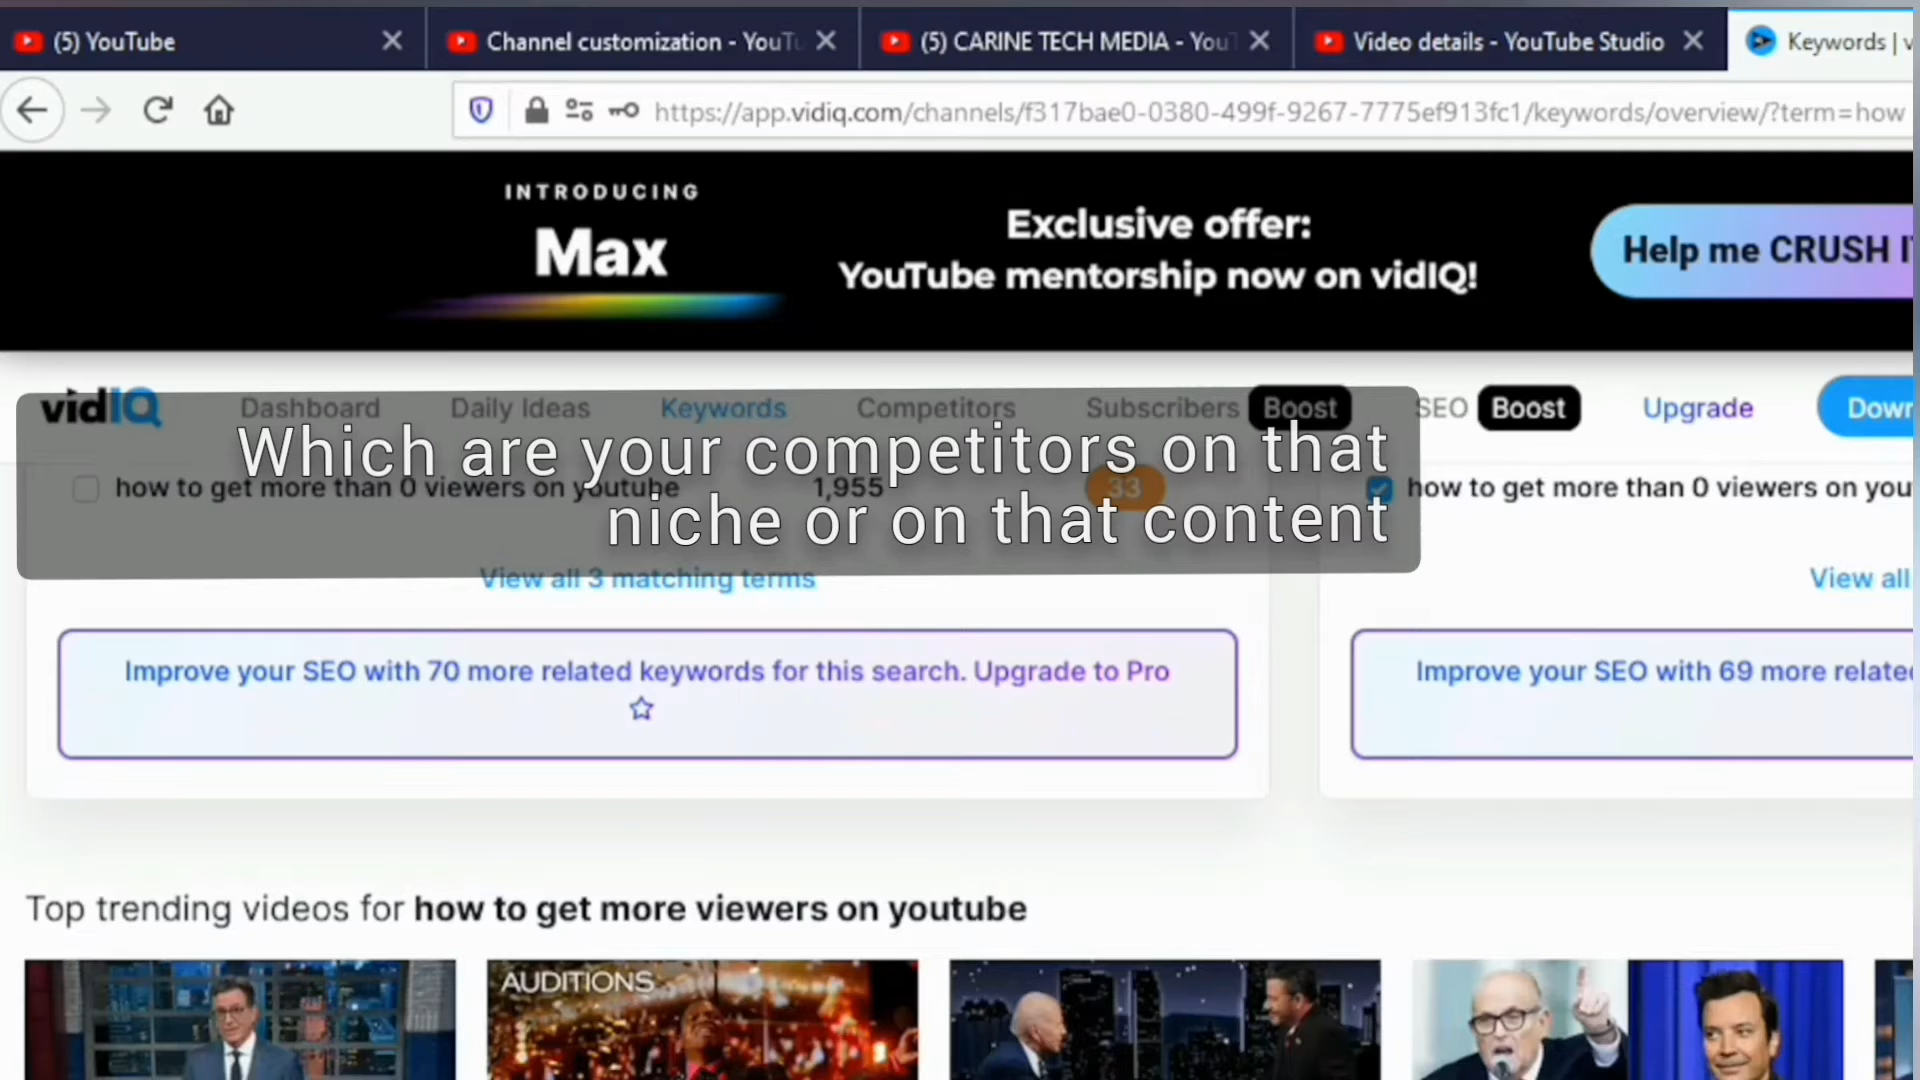 (5) YouTube
Channel customization - YouTu
(5) CARINE TECH MEDIA - YouT
Video details - YouTube Studio
Keywords | v
https://app.vidiq.com/channels/f317bae0-0380-499f-9267-7775ef913fc1/keywords/overview/?term=how
INTRODUCING
Max
Exclusive offer:
YouTube mentorship now on vidIQ!
Help me CRUSH IT
vidIQ Dashboard Daily Ideas Keywords Competitors Subscribers Boost SEO Boost Upgrade Down
Which are your competitors on that
niche or on that content
how to get more than 0 viewers on youtube 1,955 33
how to get more than 0 viewers on you
View all 3 matching terms
View all
Improve your SEO with 70 more related keywords for this search. Upgrade to Pro
Improve your SEO with 69 more related
Top trending videos for how to get more viewers on youtube
AUDITIONS